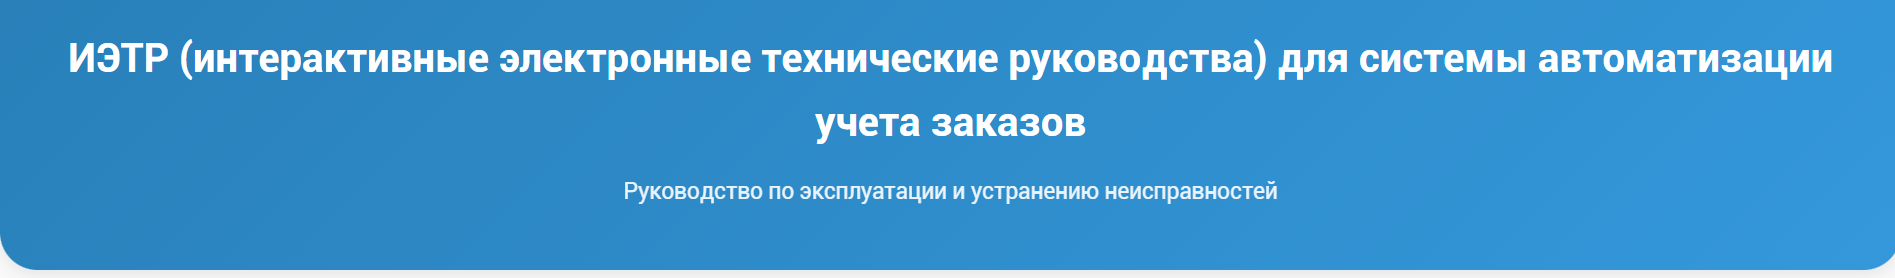 ИЭТР (интерактивные электронные технические руководства) для системы автоматизации
учета заказов
Руководство по эксплуатации и устранению неисправностей